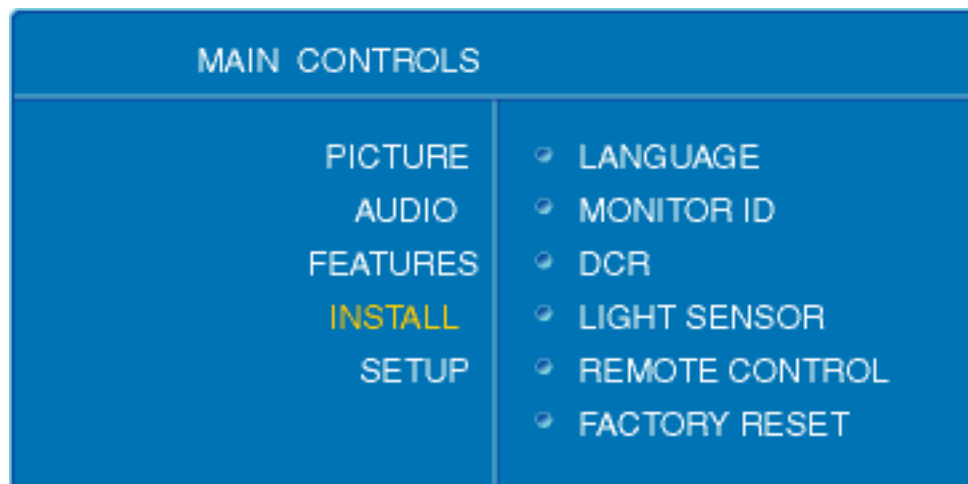 MAIN CONTROLS
PICTURE
AUDIO
FEATURES
INSTALL
SETUP
LANGUAGE
MONITOR ID
DCR
LIGHT SENSOR
REMOTE CONTROL
FACTORY RESET